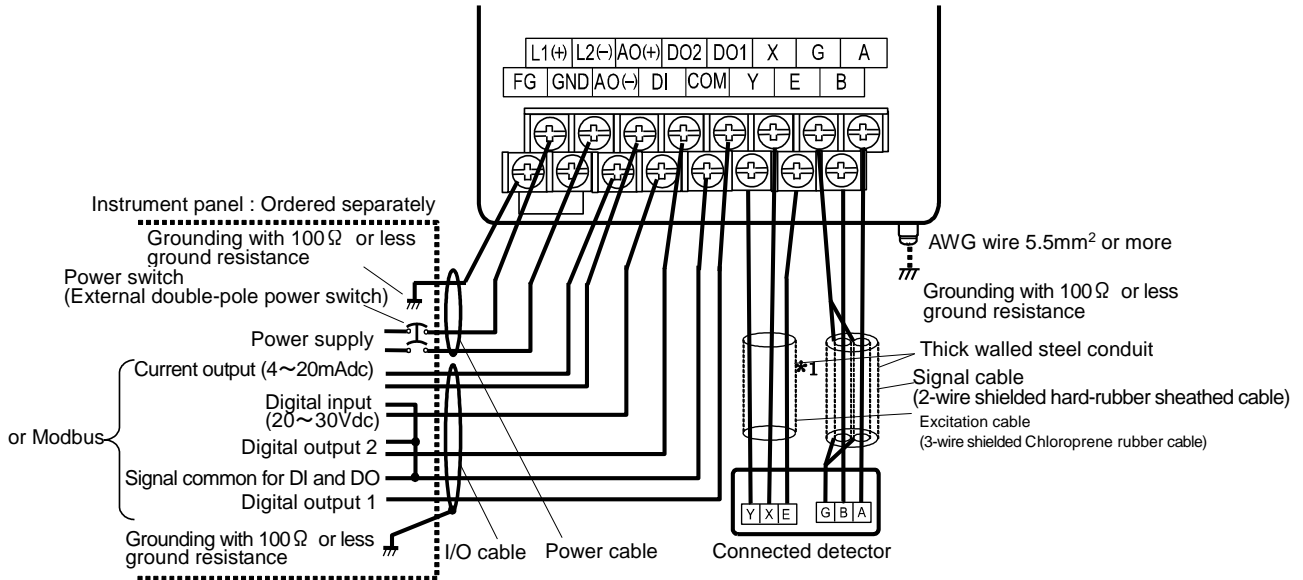 L1(+) L2(-) AO(+) DO2 DO1 X G A
FG GND AO(-) DI COM Y E B
Instrument panel : Ordered separately
Grounding with 100Ω or less
ground resistance
Power switch
(External double-pole power switch)
Power supply
Current output (4～20mAdc)
Digital input
(20～30Vdc)
or Modbus
Digital output 2
Signal common for DI and DO
Digital output 1
Grounding with 100Ω or less
ground resistance
I/O cable
Power cable
AWG wire 5.5mm² or more
Grounding with 100Ω or less
ground resistance
Thick walled steel conduit
*1
Signal cable
(2-wire shielded hard-rubber sheathed cable)
Excitation cable
(3-wire shielded Chloroprene rubber cable)
Y X E G B A
Connected detector